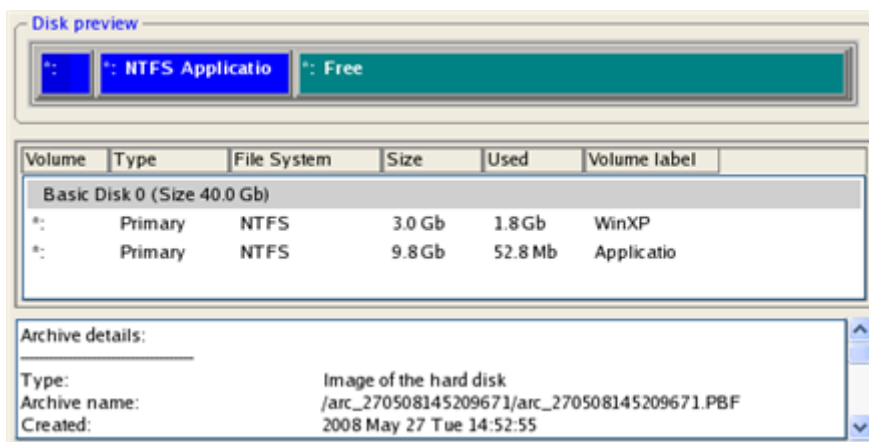 Disk preview
*: *: NTFS Applicatio *: Free
Volume Type File System Size Used Volume label
Basic Disk 0 (Size 40.0 Gb)
*: Primary NTFS 3.0 Gb 1.8 Gb WinXP
*: Primary NTFS 9.8 Gb 52.8 Mb Applicatio
Archive details:
------------------------------------
Type: Image of the hard disk
Archive name: /arc_270508145209671/arc_270508145209671.PBF
Created: 2008 May 27 Tue 14:52:55